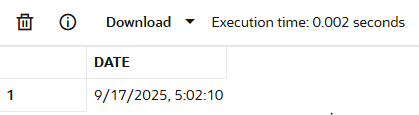 Download Execution time: 0.002 seconds
DATE
1 9/17/2025, 5:02:10